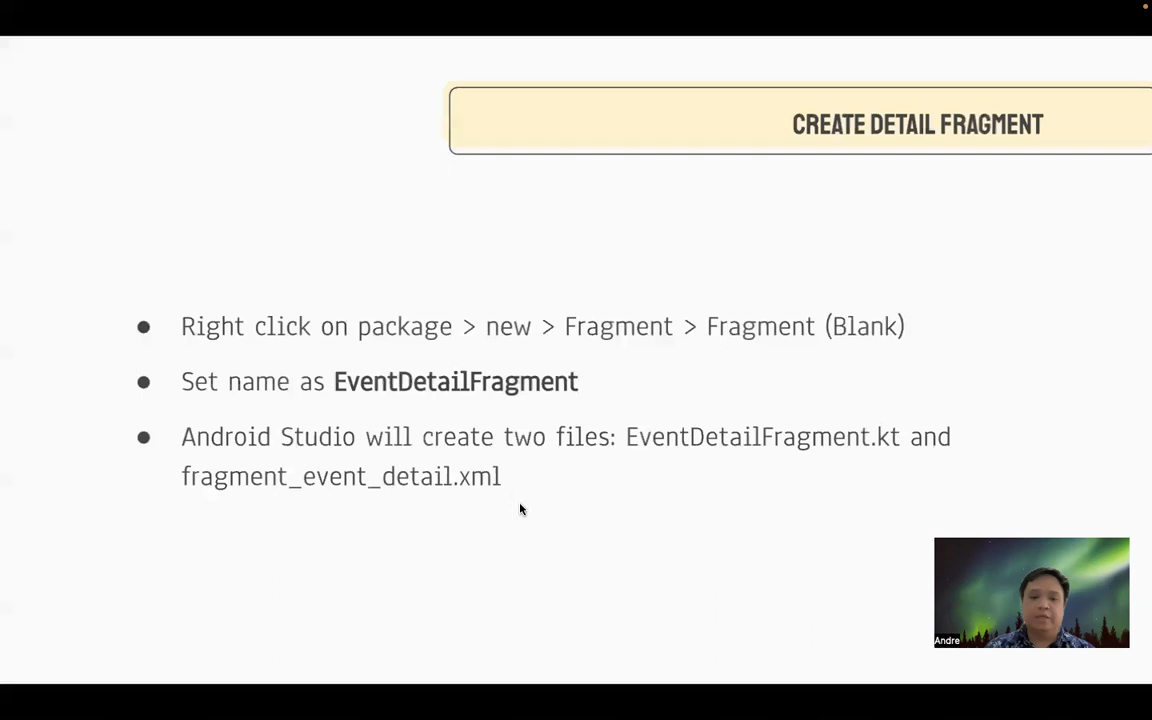 CREATE DETAIL FRAGMENT
● Right click on package > new > Fragment > Fragment (Blank)
● Set name as EventDetailFragment
● Android Studio will create two files: EventDetailFragment.kt and
fragment_event_detail.xml
Andre